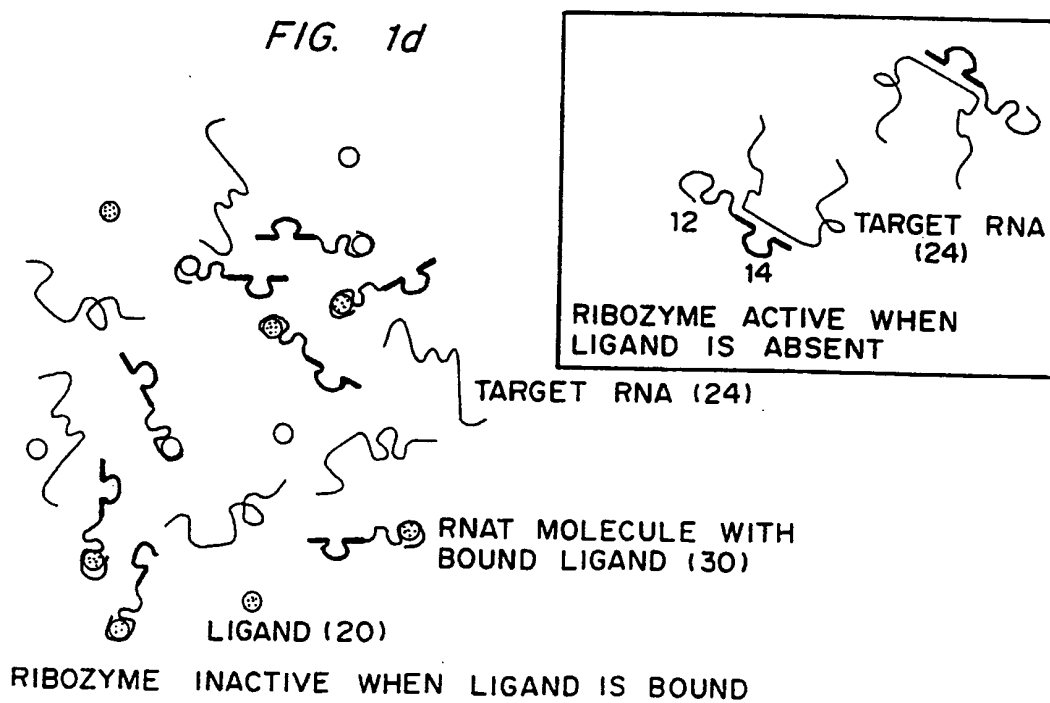 FIG. 1d
TARGET RNA
(24)
12
14
RIBOZYME ACTIVE WHEN
LIGAND IS ABSENT
TARGET RNA (24)
RNAT MOLECULE WITH
BOUND LIGAND (30)
LIGAND (20)
RIBOZYME INACTIVE WHEN LIGAND IS BOUND